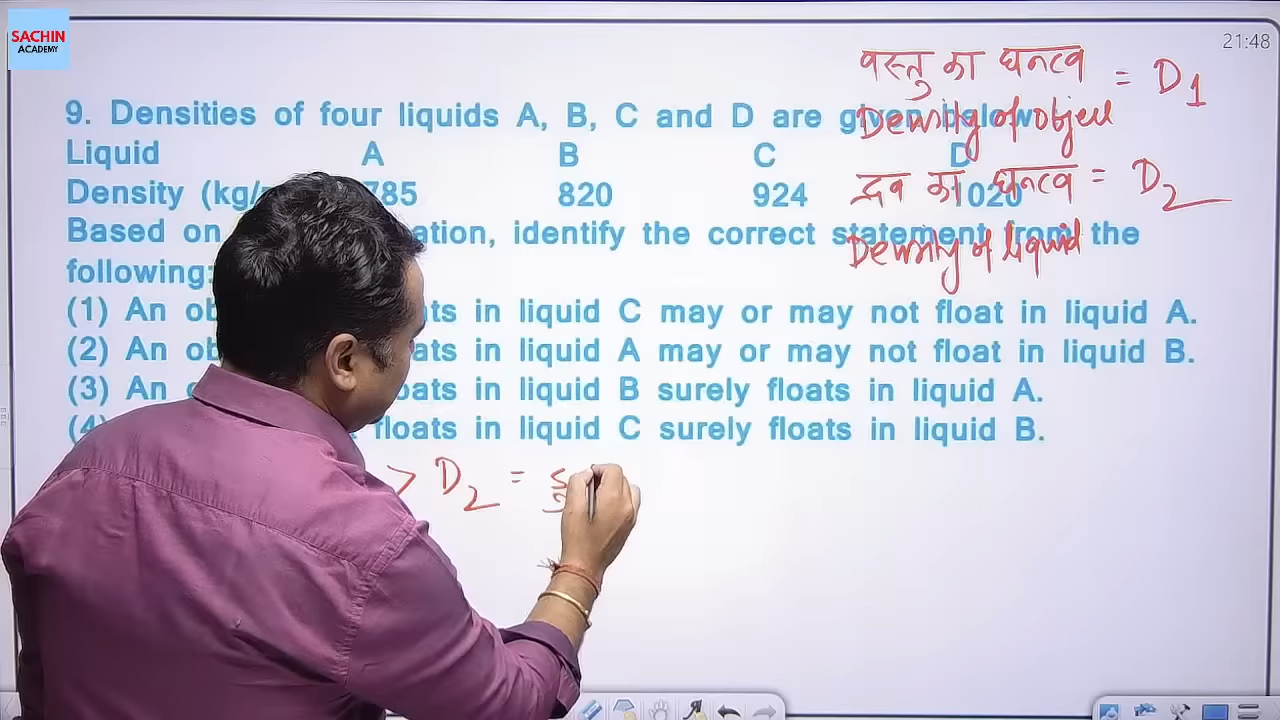 SACHIN
ACADEMY
21:48
वस्तु का घनत्व = D1
9. Densities of four liquids A, B, C and D are given below
Density of object
Liquid A B C D
Density (kg/ 785 820 924 1020
द्रव का घनत्व = D2
Based on ation, identify the correct statement from the
Density of liquid
following:
(1) An ob ts in liquid C may or may not float in liquid A.
(2) An ob ats in liquid A may or may not float in liquid B.
(3) An oats in liquid B surely floats in liquid A.
(4) floats in liquid C surely floats in liquid B.
> D2 =